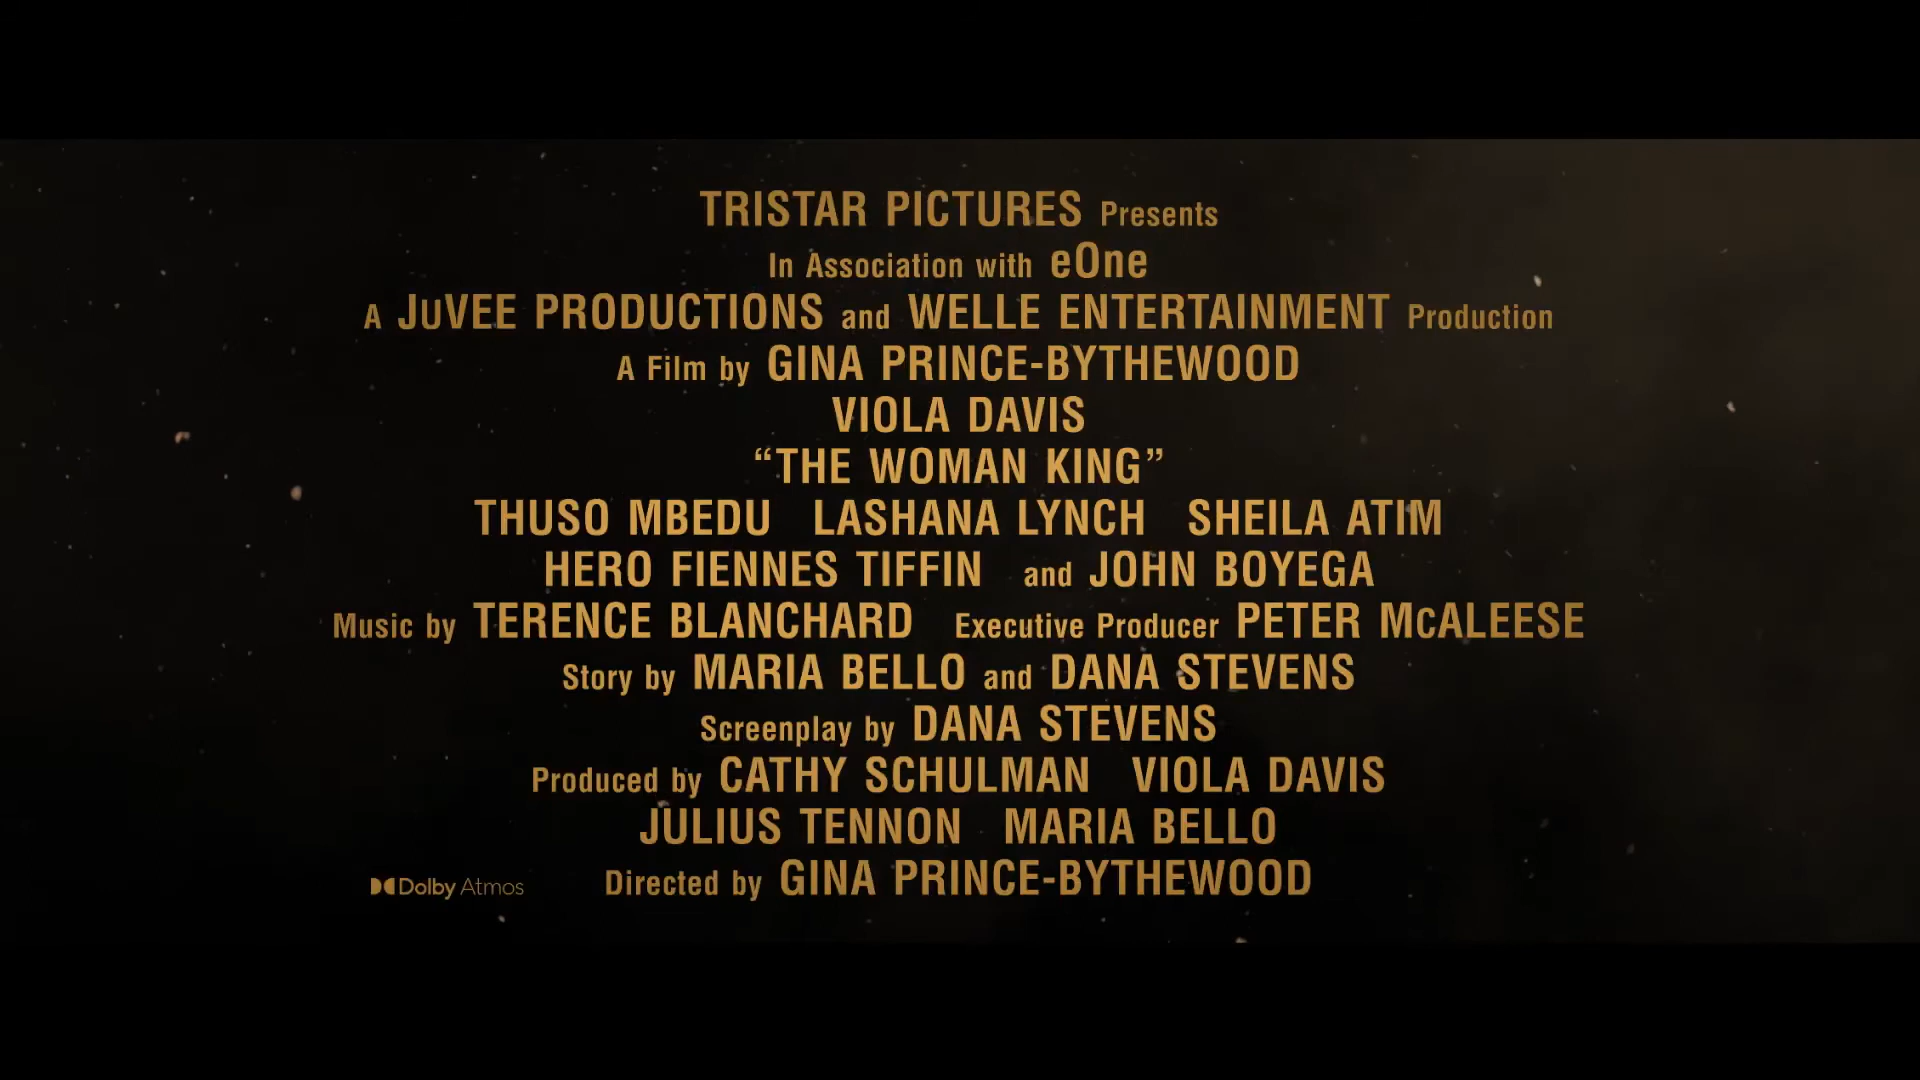 TRISTAR PICTURES Presents
In Association with eOne
A JuVEE PRODUCTIONS and WELLE ENTERTAINMENT Production
A Film by GINA PRINCE-BYTHEWOOD
VIOLA DAVIS
“THE WOMAN KING”
THUSO MBEDU LASHANA LYNCH SHEILA ATIM
HERO FIENNES TIFFIN and JOHN BOYEGA
Music by TERENCE BLANCHARD Executive Producer PETER McALEESE
Story by MARIA BELLO and DANA STEVENS
Screenplay by DANA STEVENS
Produced by CATHY SCHULMAN VIOLA DAVIS
JULIUS TENNON MARIA BELLO
Dolby Atmos Directed by GINA PRINCE-BYTHEWOOD